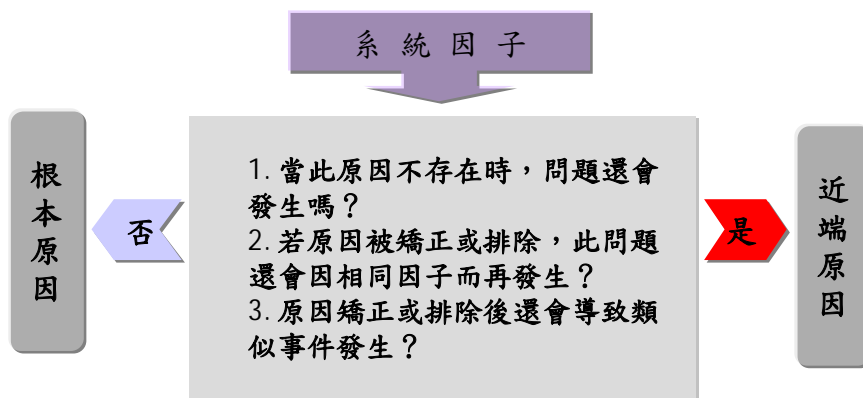 系統因子
根本原因
否
1. 當此原因不存在時，問題還會
發生嗎？
2. 若原因被矯正或排除，此問題
還會因相同因子而再發生？
3. 原因矯正或排除後還會導致類
似事件發生？
是
近端原因